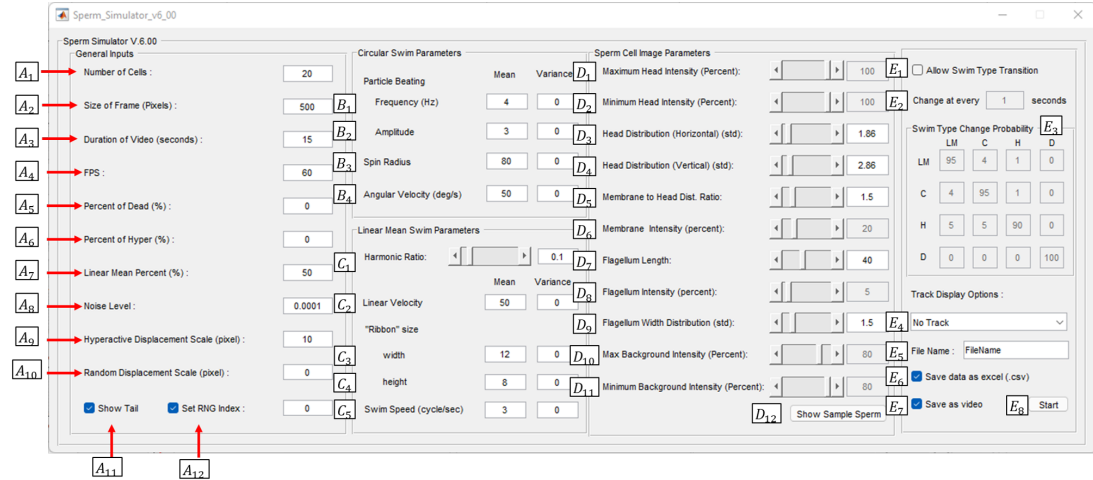 Sperm_Simulator_v6_00
Sperm Simulator V.6.00
General Inputs
A1 Number of Cells : 20
A2 Size of Frame (Pixels) : 500
A3 Duration of Video (seconds) : 15
A4 FPS : 60
A5 Percent of Dead (%) : 0
A6 Percent of Hyper (%) : 0
A7 Linear Mean Percent (%) : 50
A8 Noise Level : 0.0001
A9 Hyperactive Displacement Scale (pixel) : 10
A10 Random Displacement Scale (pixel) : 0
Show Tail Set RNG Index : 0
A11 A12
Circular Swim Parameters
Mean Variance
Particle Beating
B1 Frequency (Hz) 4 0
B2 Amplitude 3 0
B3 Spin Radius 80 0
B4 Angular Velocity (deg/s) 50 0
Linear Mean Swim Parameters
C1 Harmonic Ratio: 0.1
Mean Variance
C2 Linear Velocity 50 0
"Ribbon" size
C3 width 12 0
C4 height 8 0
C5 Swim Speed (cycle/sec) 3 0
Sperm Cell Image Parameters
D1 Maximum Head Intensity (Percent): 100
D2 Minimum Head Intensity (Percent): 100
D3 Head Distribution (Horizontal) (std): 1.86
D4 Head Distribution (Vertical) (std): 2.86
D5 Membrane to Head Dist. Ratio: 1.5
D6 Membrane Intensity (percent): 20
D7 Flagellum Length: 40
D8 Flagellum Intensity (percent): 5
D9 Flagellum Width Distribution (std): 1.5
D10 Max Background Intensity (Percent): 80
D11 Minimum Background Intensity (Percent): 80
D12 Show Sample Sperm
E1 Allow Swim Type Transition
E2 Change at every 1 seconds
Swim Type Change Probability E3
LM C H D
LM 95 4 1 0
C 4 95 1 0
H 5 5 90 0
D 0 0 0 100
Track Display Options :
E4 No Track
E5 File Name : FileName
E6 Save data as excel (.csv)
E7 Save as video E8 Start